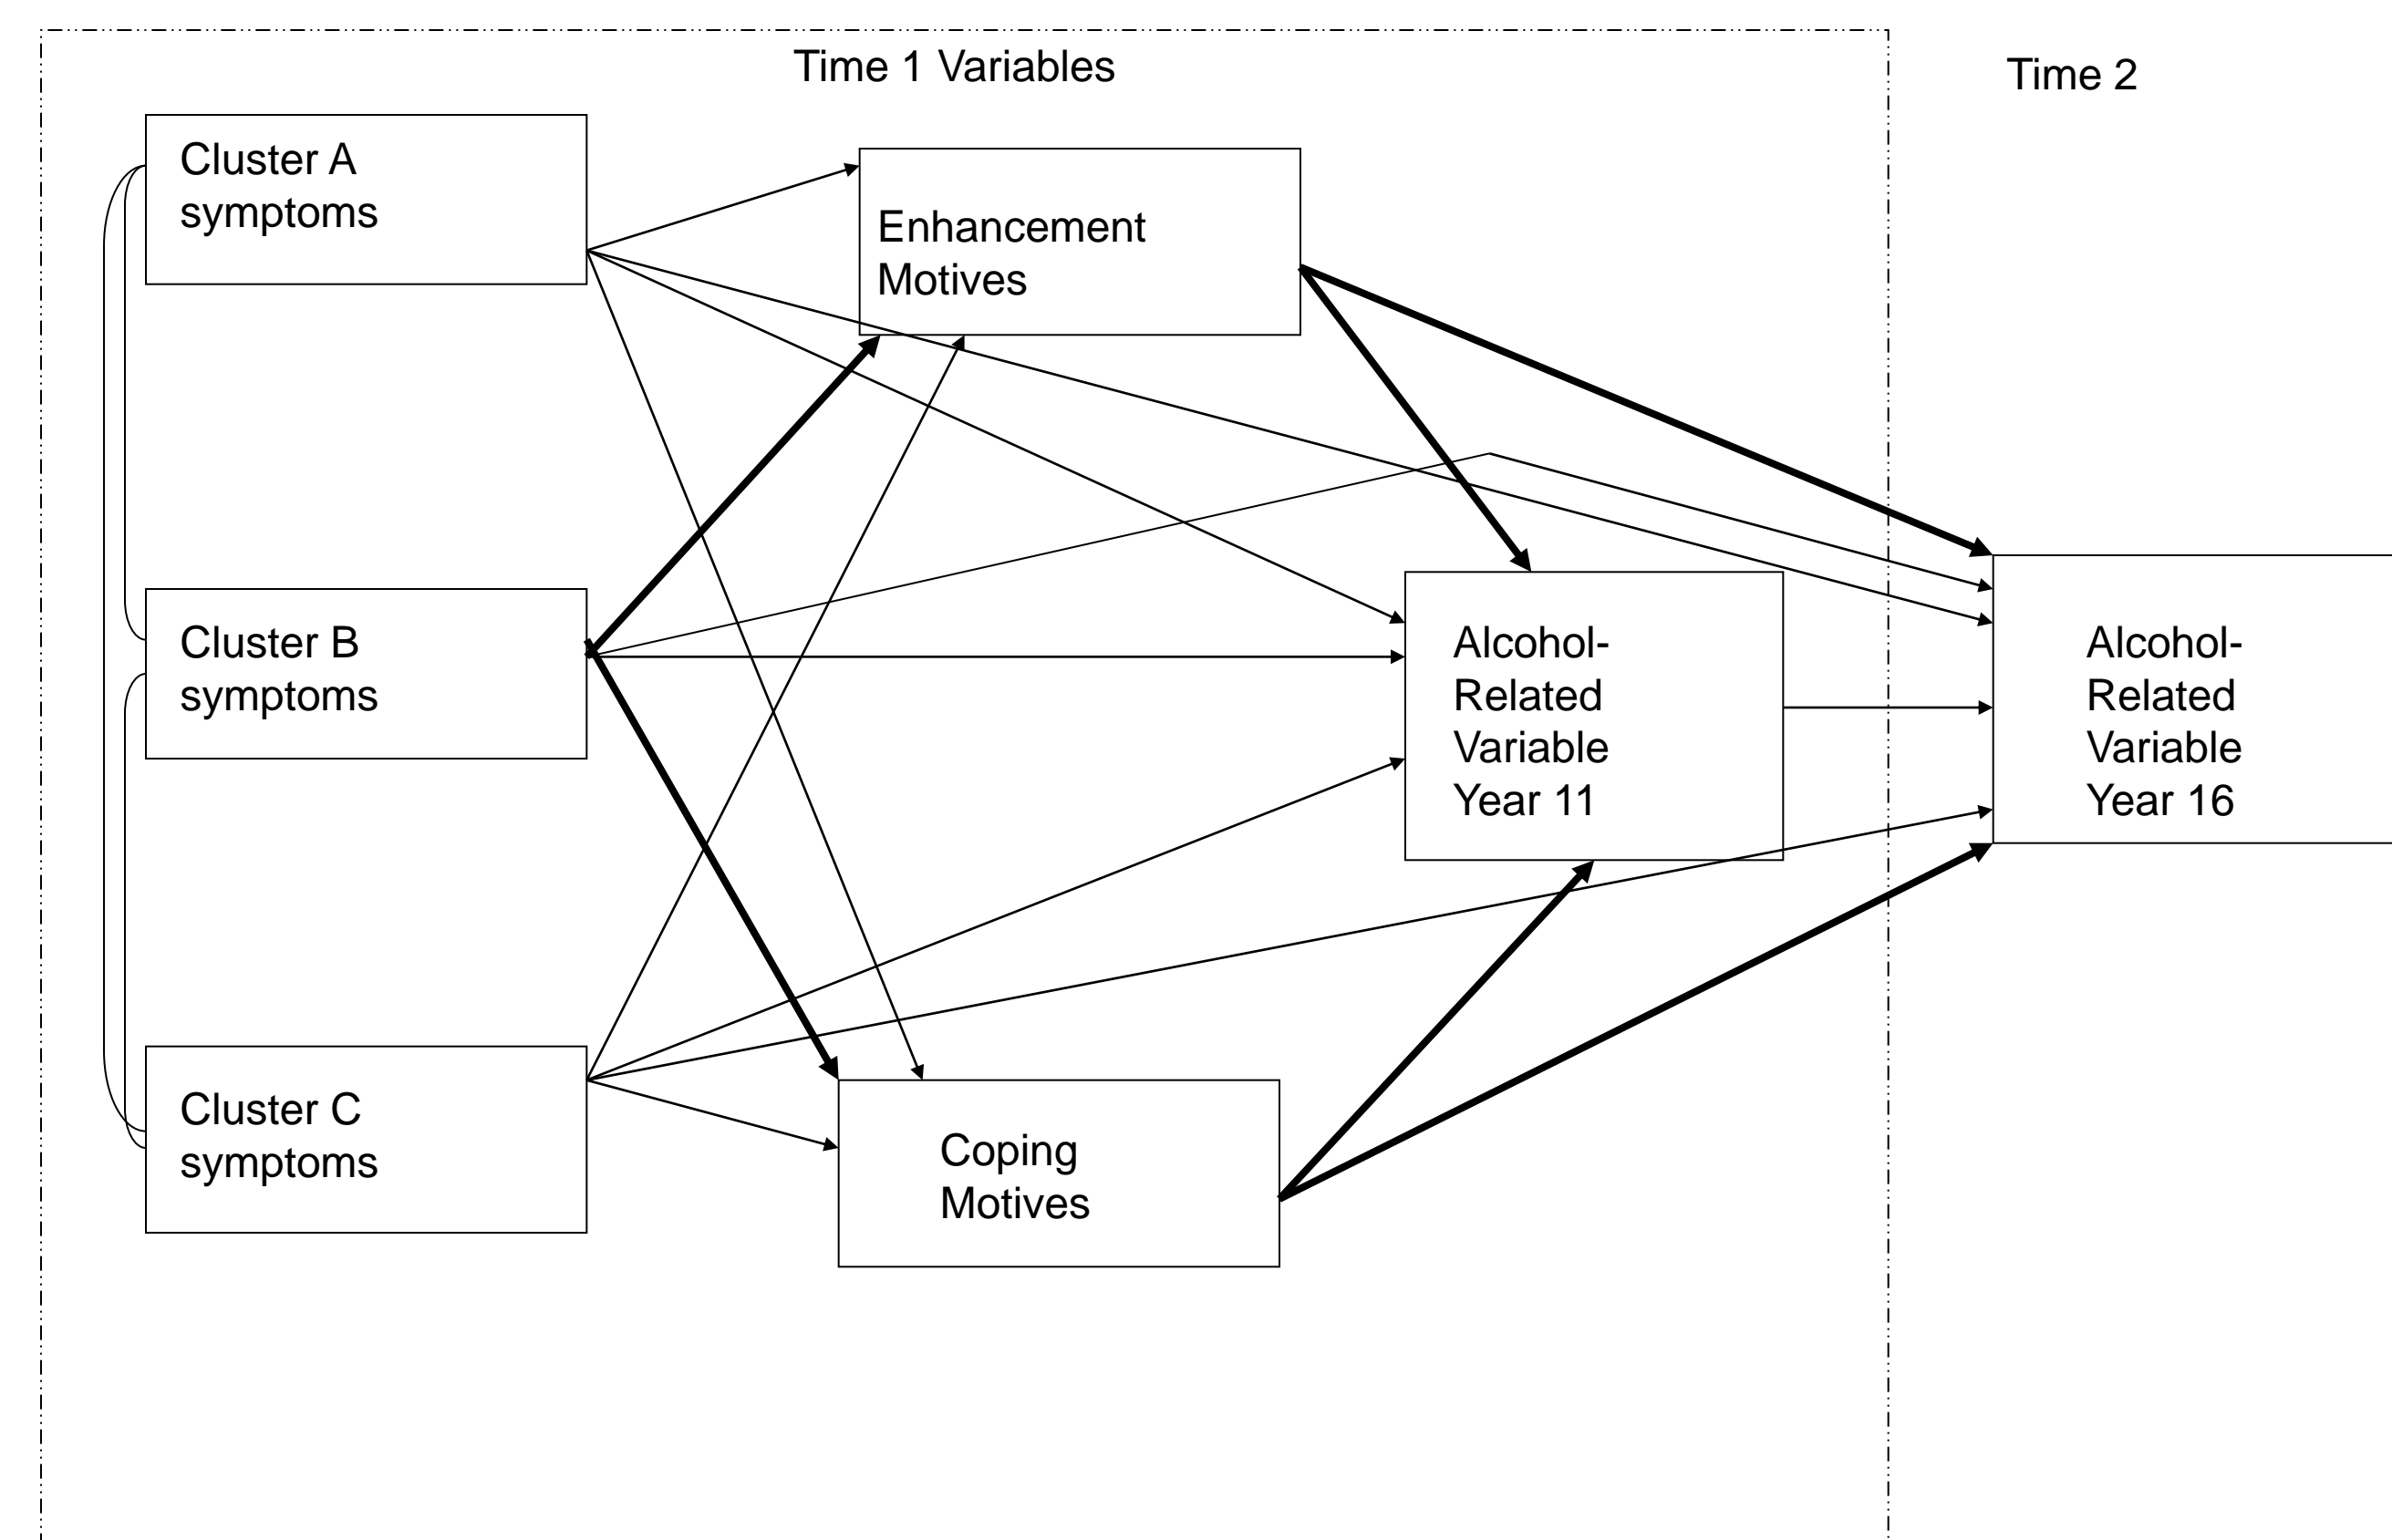 Time 1 Variables
Time 2
Cluster A
symptoms
Enhancement
Motives
Cluster B
symptoms
Alcohol-
Related
Variable
Year 11
Alcohol-
Related
Variable
Year 16
Cluster C
symptoms
Coping
Motives